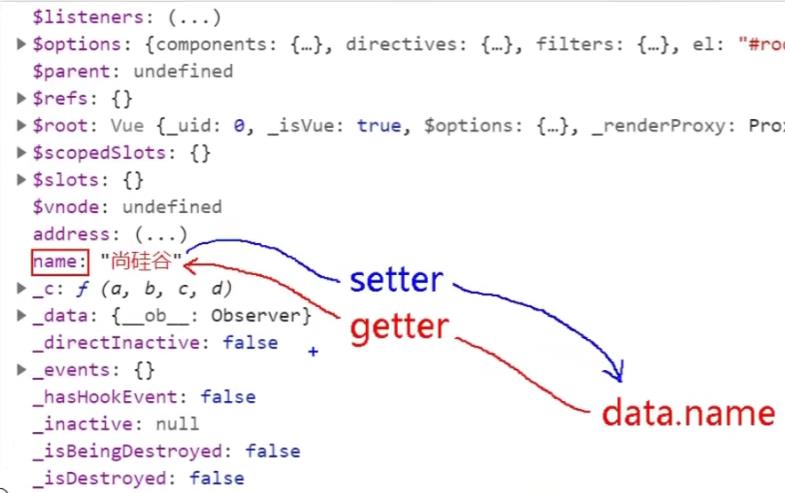 $listeners: (...)
▶ $options: {components: {…}, directives: {…}, filters: {…}, el: "#roo
$parent: undefined
▶ $refs: {}
▶ $root: Vue {_uid: 0, _isVue: true, $options: {…}, _renderProxy: Prox
▶ $scopedSlots: {}
▶ $slots: {}
$vnode: undefined
address: (...)
name: "尚硅谷"
▶ _c: ƒ (a, b, c, d)
setter
▶ _data: {__ob__: Observer}
getter
_directInactive: false
▶ _events: {}
_hasHookEvent: false
data.name
_inactive: null
_isBeingDestroyed: false
_isDestroyed: false